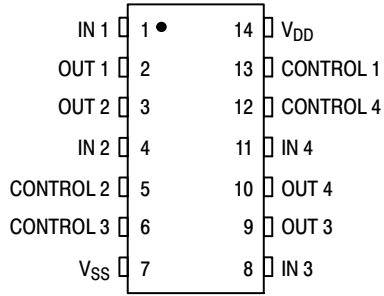 IN 1 1 14 VDD
OUT 1 2 13 CONTROL 1
OUT 2 3 12 CONTROL 4
IN 2 4 11 IN 4
CONTROL 2 5 10 OUT 4
CONTROL 3 6 9 OUT 3
VSS 7 8 IN 3